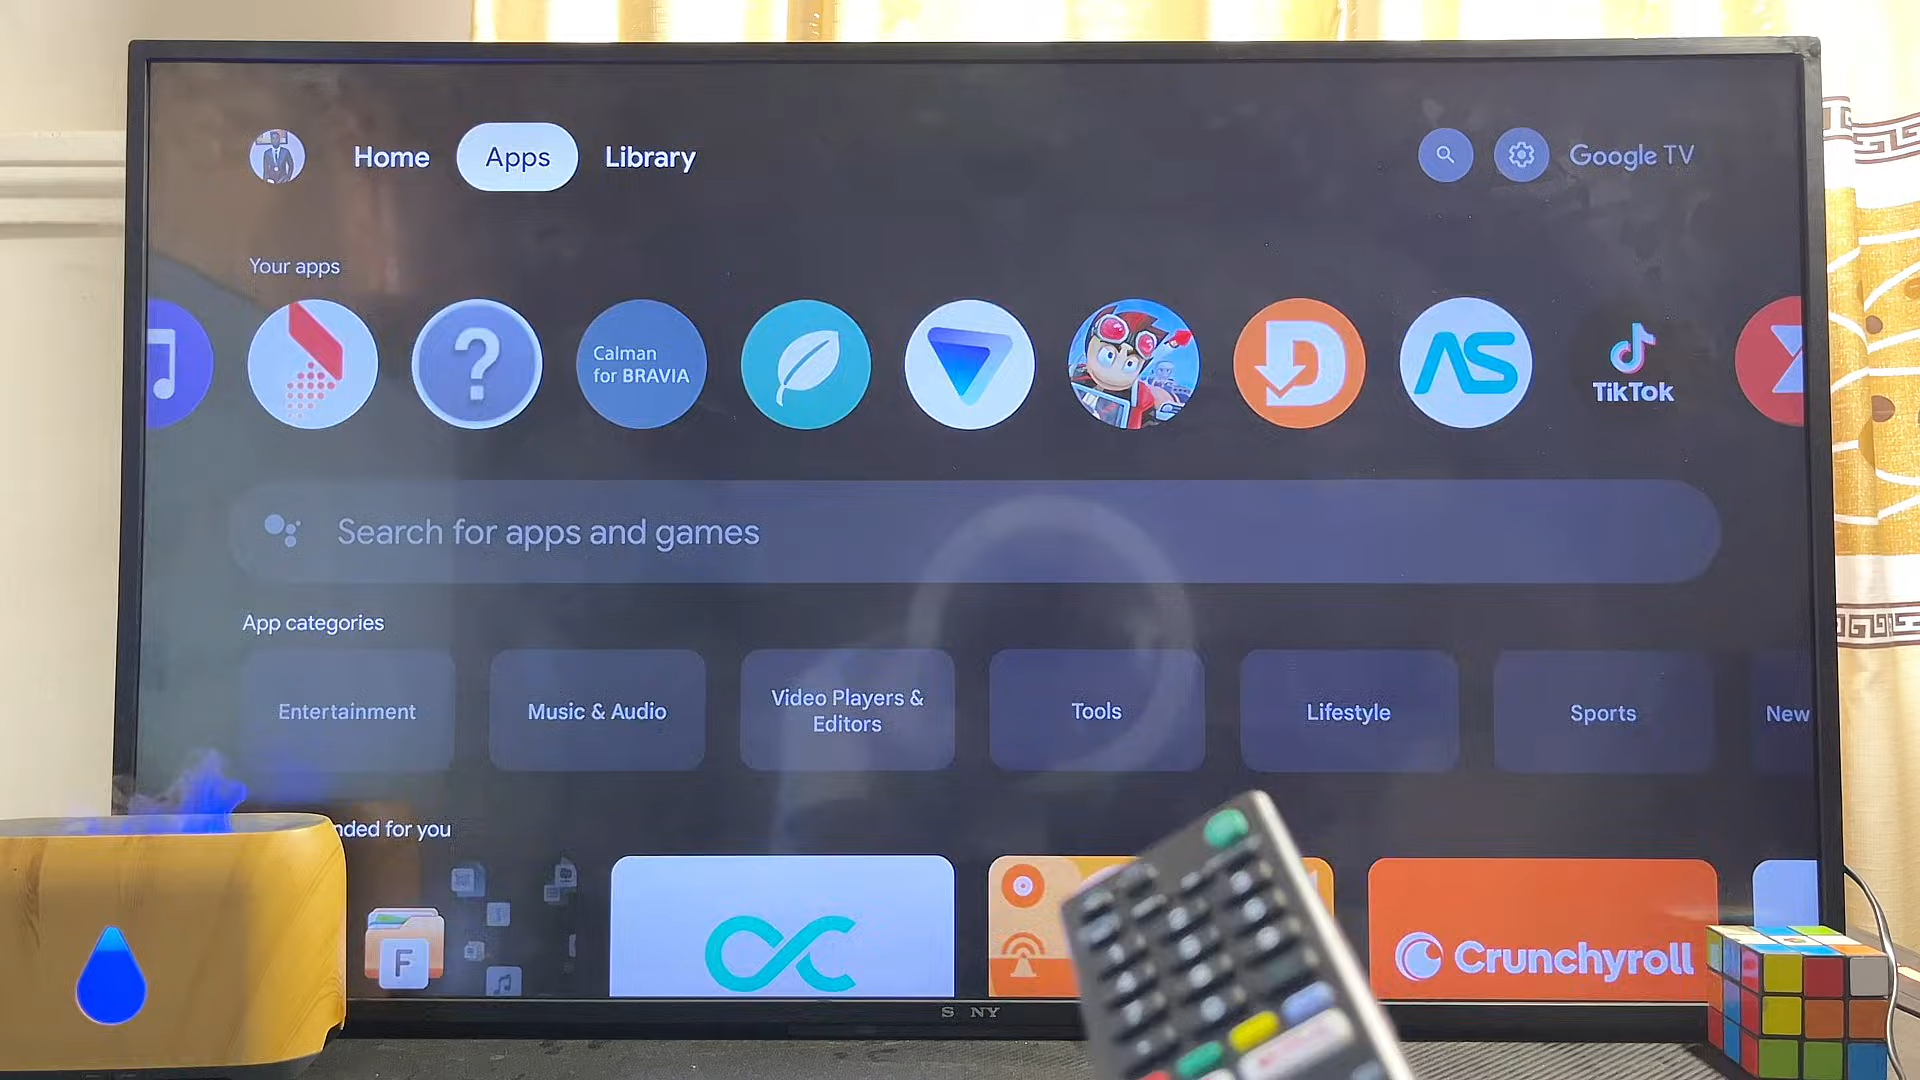 Home Apps Library
Google TV
Your apps
?
Calman
for BRAVIA
D
AS
TikTok
Search for apps and games
App categories
Entertainment
Music & Audio
Video Players &
Editors
Tools
Lifestyle
Sports
New
nded for you
F
Crunchyroll
S NY